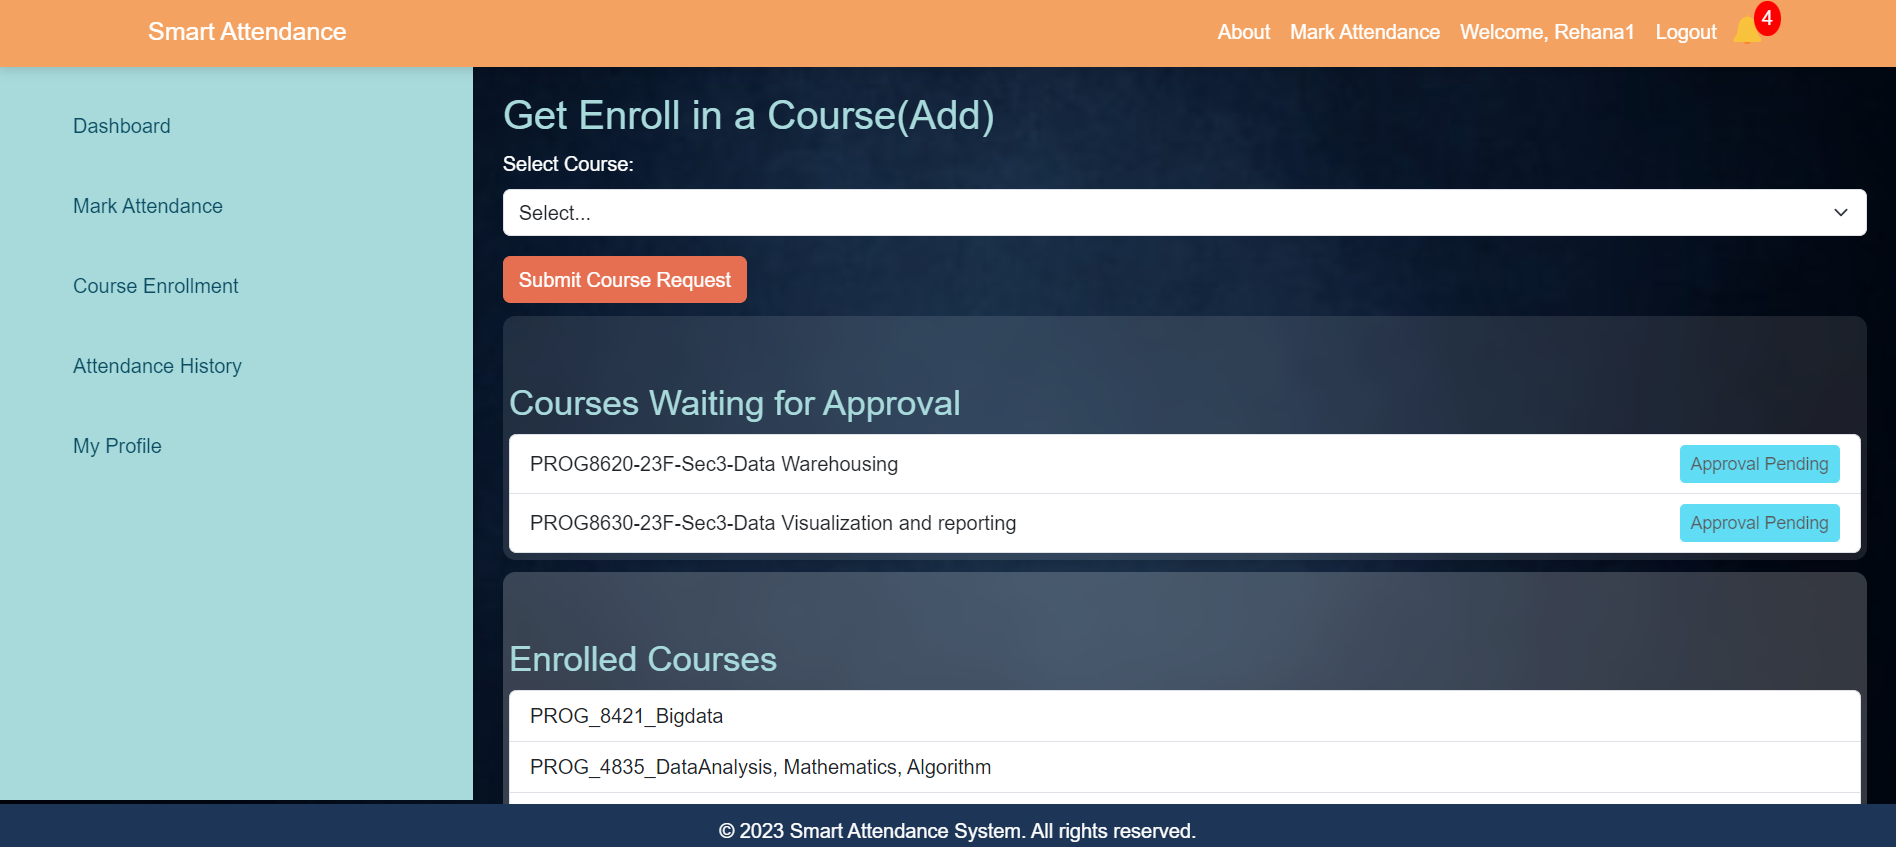 Smart Attendance
About Mark Attendance Welcome, Rehana1 Logout 4
Dashboard
Mark Attendance
Course Enrollment
Attendance History
My Profile
Get Enroll in a Course(Add)
Select Course:
Select...
Submit Course Request
Courses Waiting for Approval
PROG8620-23F-Sec3-Data Warehousing Approval Pending
PROG8630-23F-Sec3-Data Visualization and reporting Approval Pending
Enrolled Courses
PROG_8421_Bigdata
PROG_4835_DataAnalysis, Mathematics, Algorithm
© 2023 Smart Attendance System. All rights reserved.